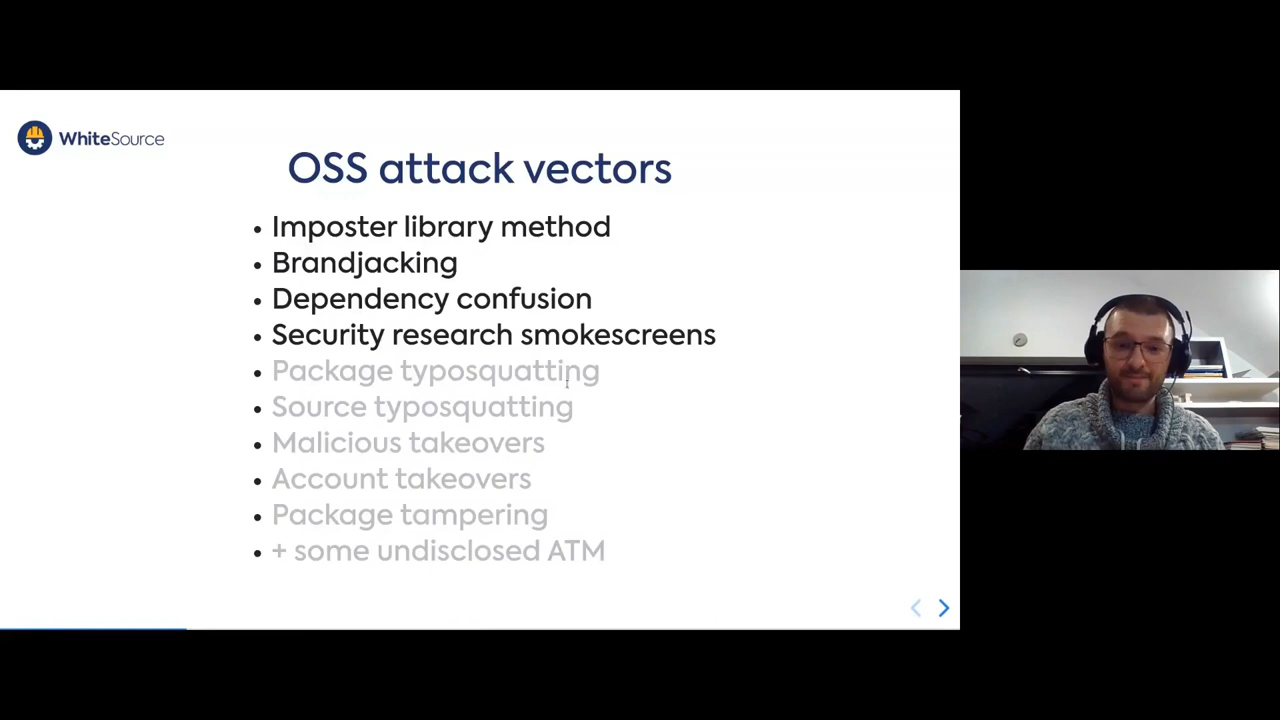 WhiteSource
OSS attack vectors
• Imposter library method
• Brandjacking
• Dependency confusion
• Security research smokescreens
• Package typosquatting
• Source typosquatting
• Malicious takeovers
• Account takeovers
• Package tampering
• + some undisclosed ATM